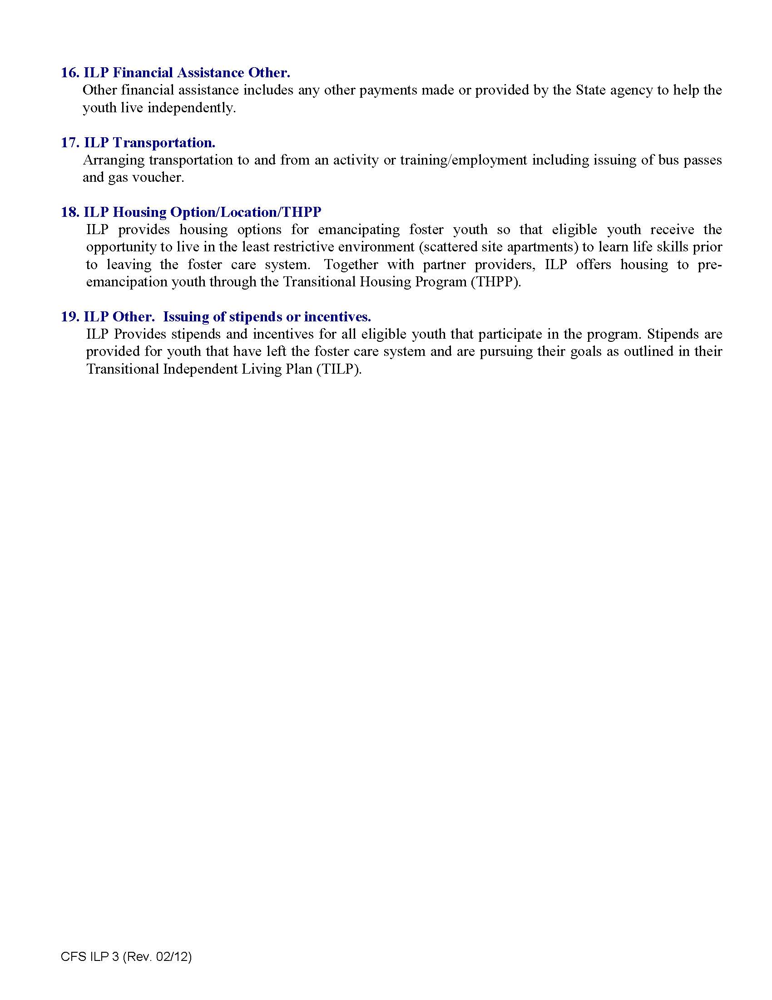 16. ILP Financial Assistance Other.
Other financial assistance includes any other payments made or provided by the State agency to help the
youth live independently.
17. ILP Transportation.
Arranging transportation to and from an activity or training/employment including issuing of bus passes
and gas voucher.
18. ILP Housing Option/Location/THPP
ILP provides housing options for emancipating foster youth so that eligible youth receive the
opportunity to live in the least restrictive environment (scattered site apartments) to learn life skills prior
to leaving the foster care system.  Together with partner providers, ILP offers housing to pre-
emancipation youth through the Transitional Housing Program (THPP).
19. ILP Other.  Issuing of stipends or incentives.
ILP Provides stipends and incentives for all eligible youth that participate in the program. Stipends are
provided for youth that have left the foster care system and are pursuing their goals as outlined in their
Transitional Independent Living Plan (TILP).
CFS ILP 3 (Rev. 02/12)